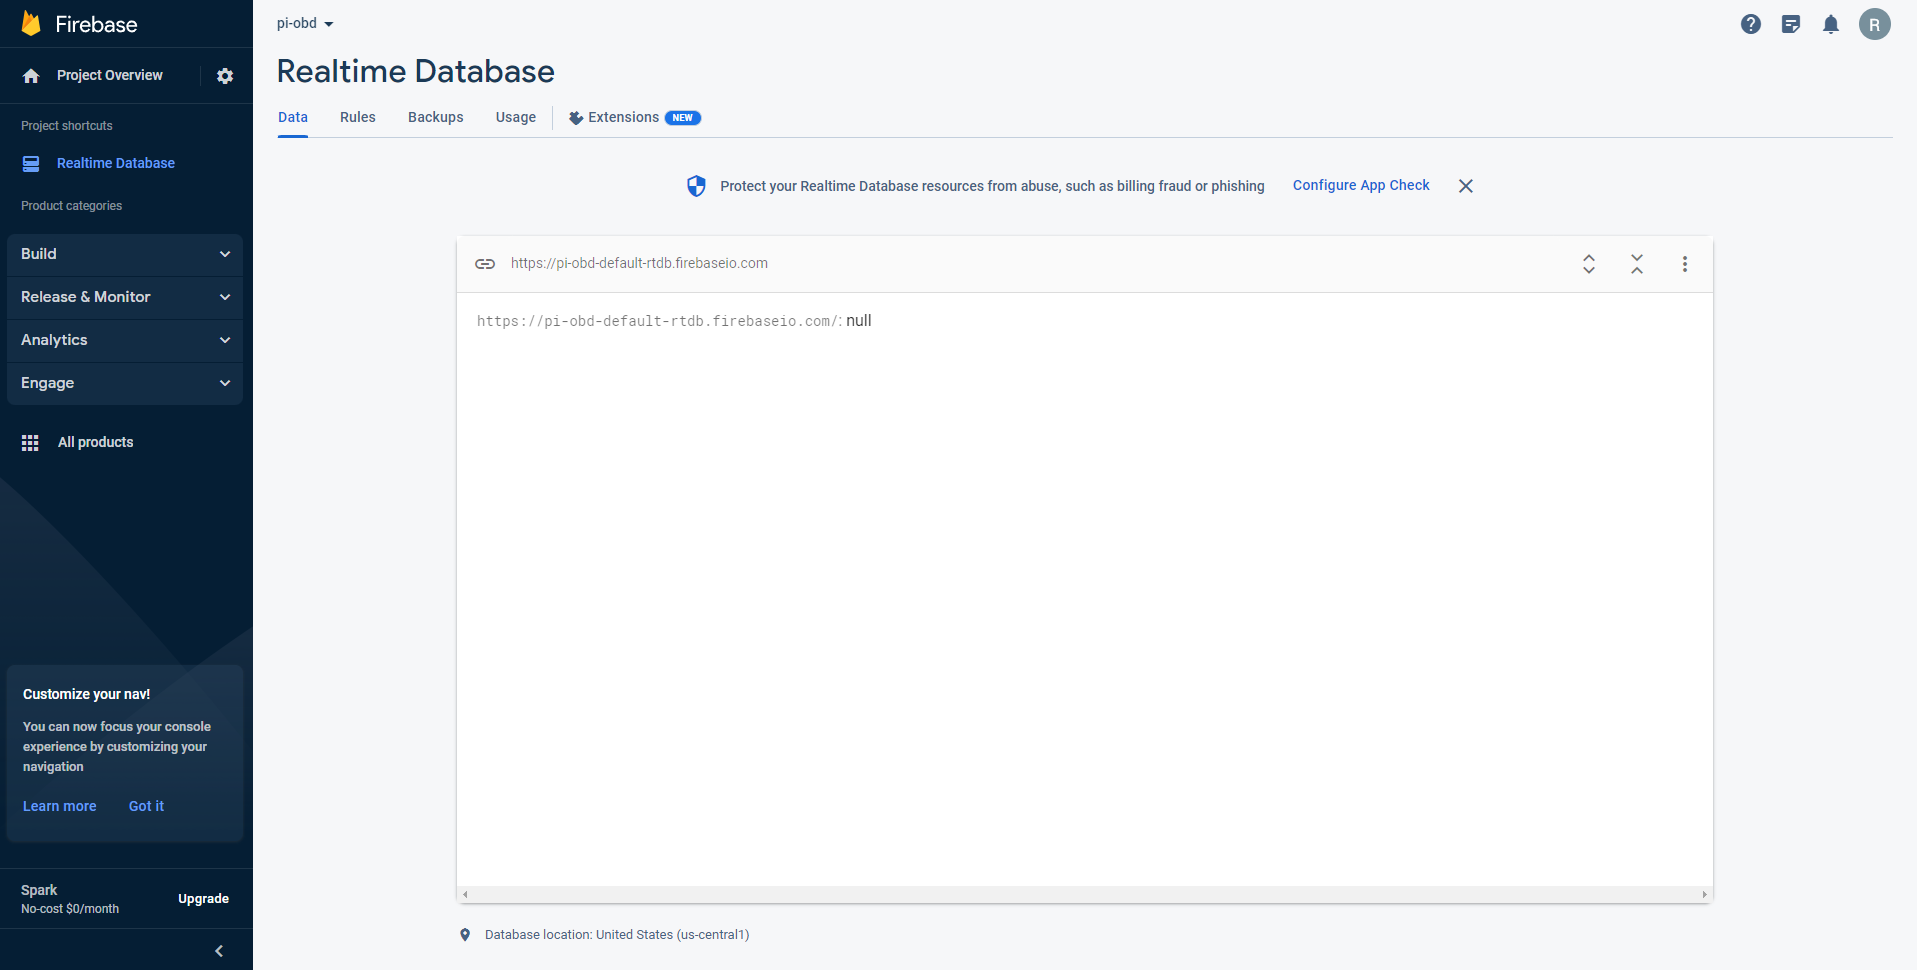 Firebase
Project Overview
Project shortcuts
Realtime Database
Product categories
Build
Release & Monitor
Analytics
Engage
All products
Customize your nav!
You can now focus your console
experience by customizing your
navigation
Learn more Got it
Spark
No-cost $0/month
Upgrade
pi-obd
R
Realtime Database
Data Rules Backups Usage Extensions NEW
Protect your Realtime Database resources from abuse, such as billing fraud or phishing Configure App Check
https://pi-obd-default-rtdb.firebaseio.com
https://pi-obd-default-rtdb.firebaseio.com/: null
Database location: United States (us-central1)